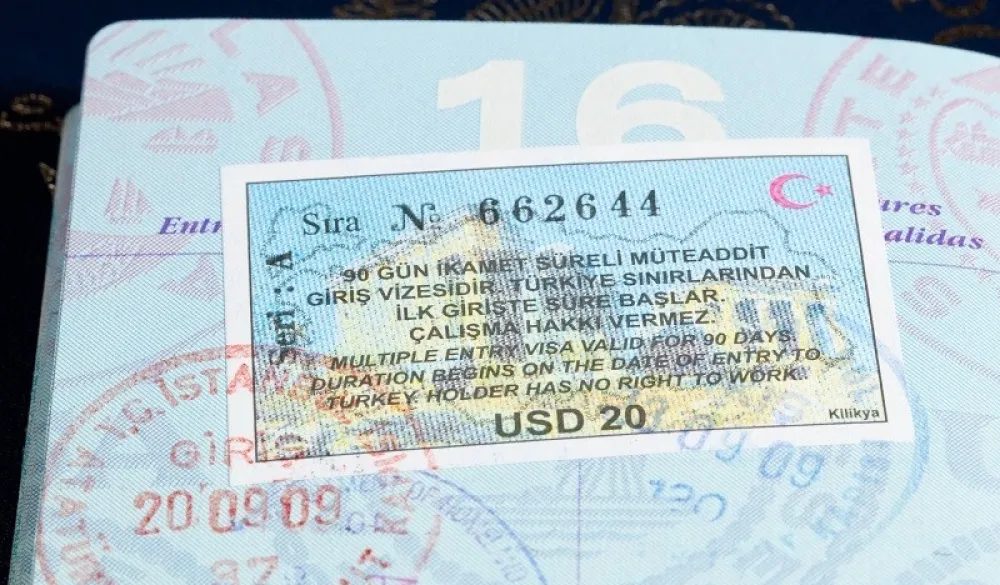 16
Sıra № 662644
Seri : A
90 GÜN İKAMET SÜRELİ MÜTEADDİT
GİRİŞ VİZESİDİR. TÜRKİYE SINIRLARINDAN
İLK GİRİŞTE SÜRE BAŞLAR.
ÇALIŞMA HAKKI VERMEZ.
MULTIPLE ENTRY VISA VALID FOR 90 DAYS.
DURATION BEGINS ON THE DATE OF ENTRY TO
TURKEY. HOLDER HAS NO RIGHT TO WORK.
USD 20
Kilikya
T.C. İSTAN
GİRİŞ
20 09 09